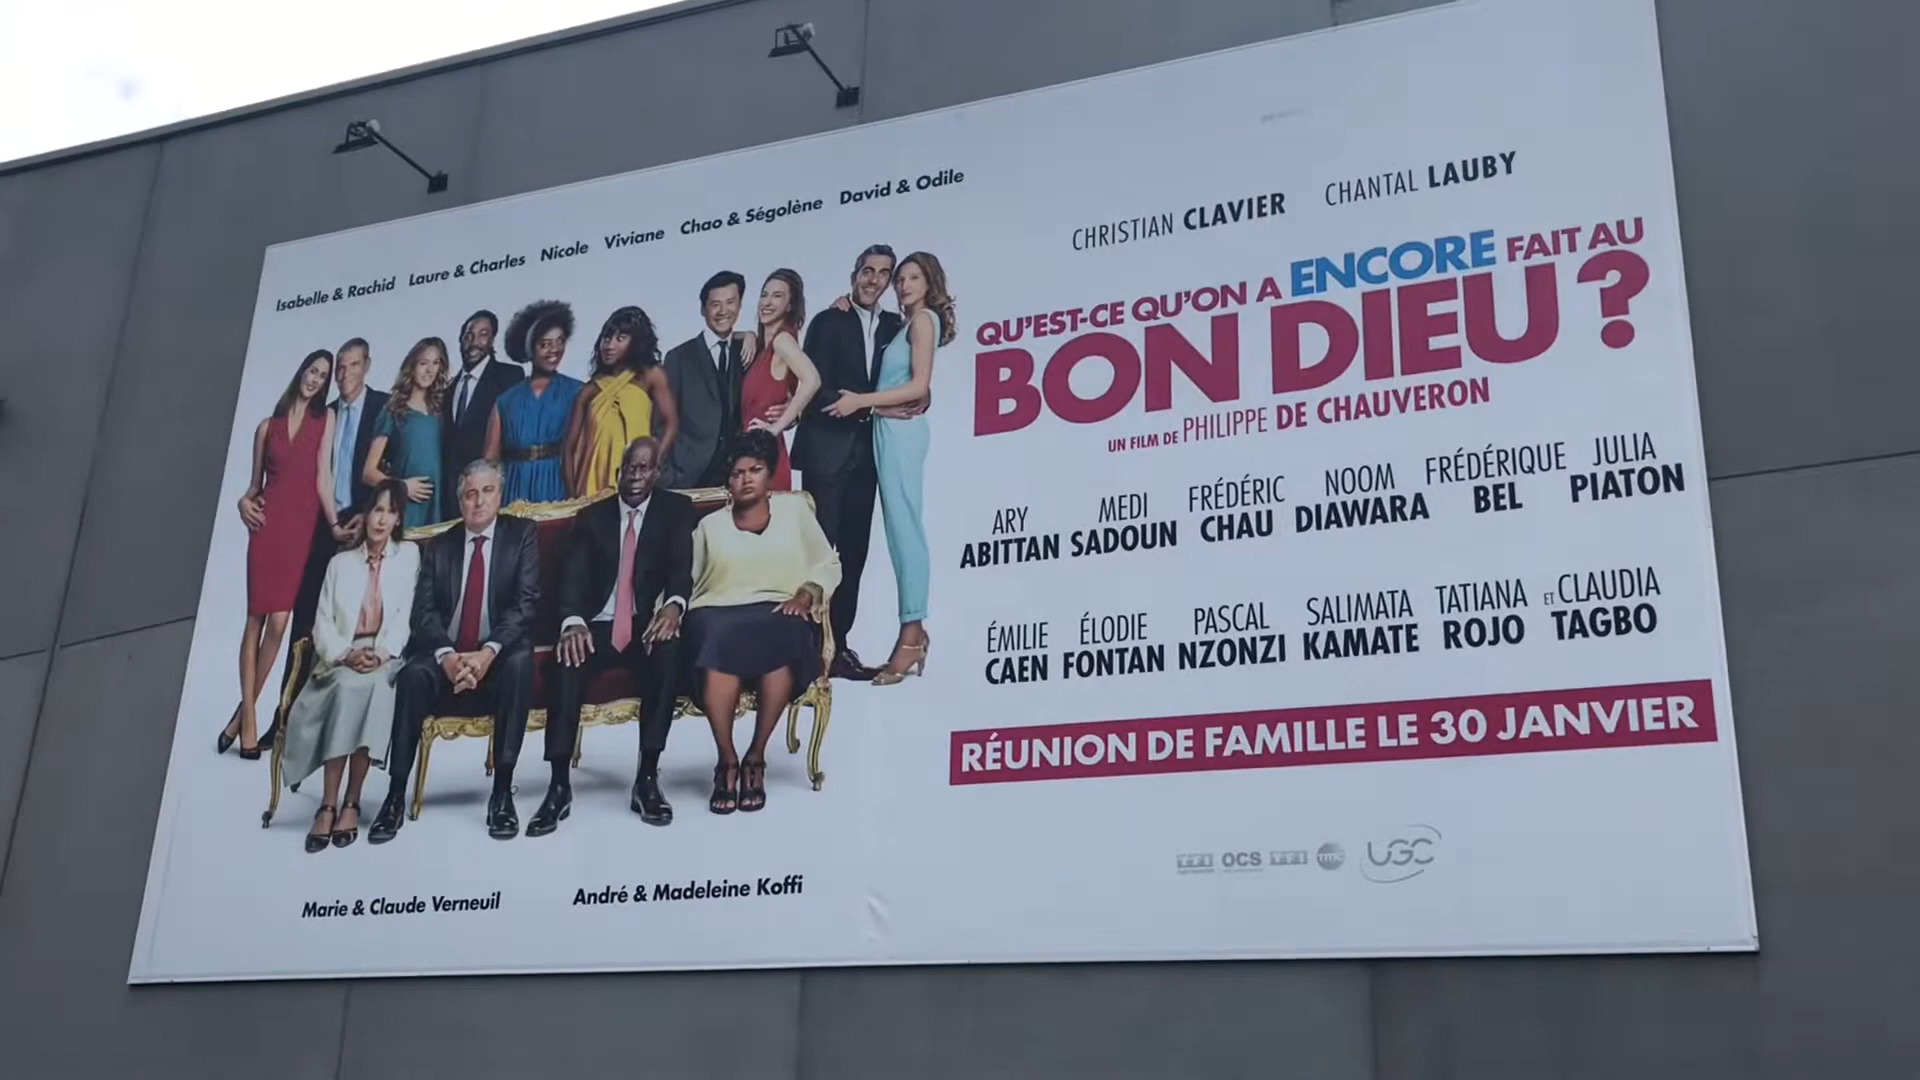 Isabelle & Rachid Laure & Charles Nicole Viviane Chao & Ségolène David & Odile
CHRISTIAN CLAVIER CHANTAL LAUBY
QU'EST-CE QU'ON A ENCORE FAIT AU
BON DIEU ?
UN FILM DE PHILIPPE DE CHAUVERON
ARY MEDI FRÉDÉRIC NOOM FRÉDÉRIQUE JULIA
ABITTAN SADOUN CHAU DIAWARA BEL PIATON
ÉMILIE ÉLODIE PASCAL SALIMATA TATIANA ET CLAUDIA
CAEN FONTAN NZONZI KAMATE ROJO TAGBO
RÉUNION DE FAMILLE LE 30 JANVIER
TF1 OCS TF1 TMC UGC
Marie & Claude Verneuil André & Madeleine Koffi